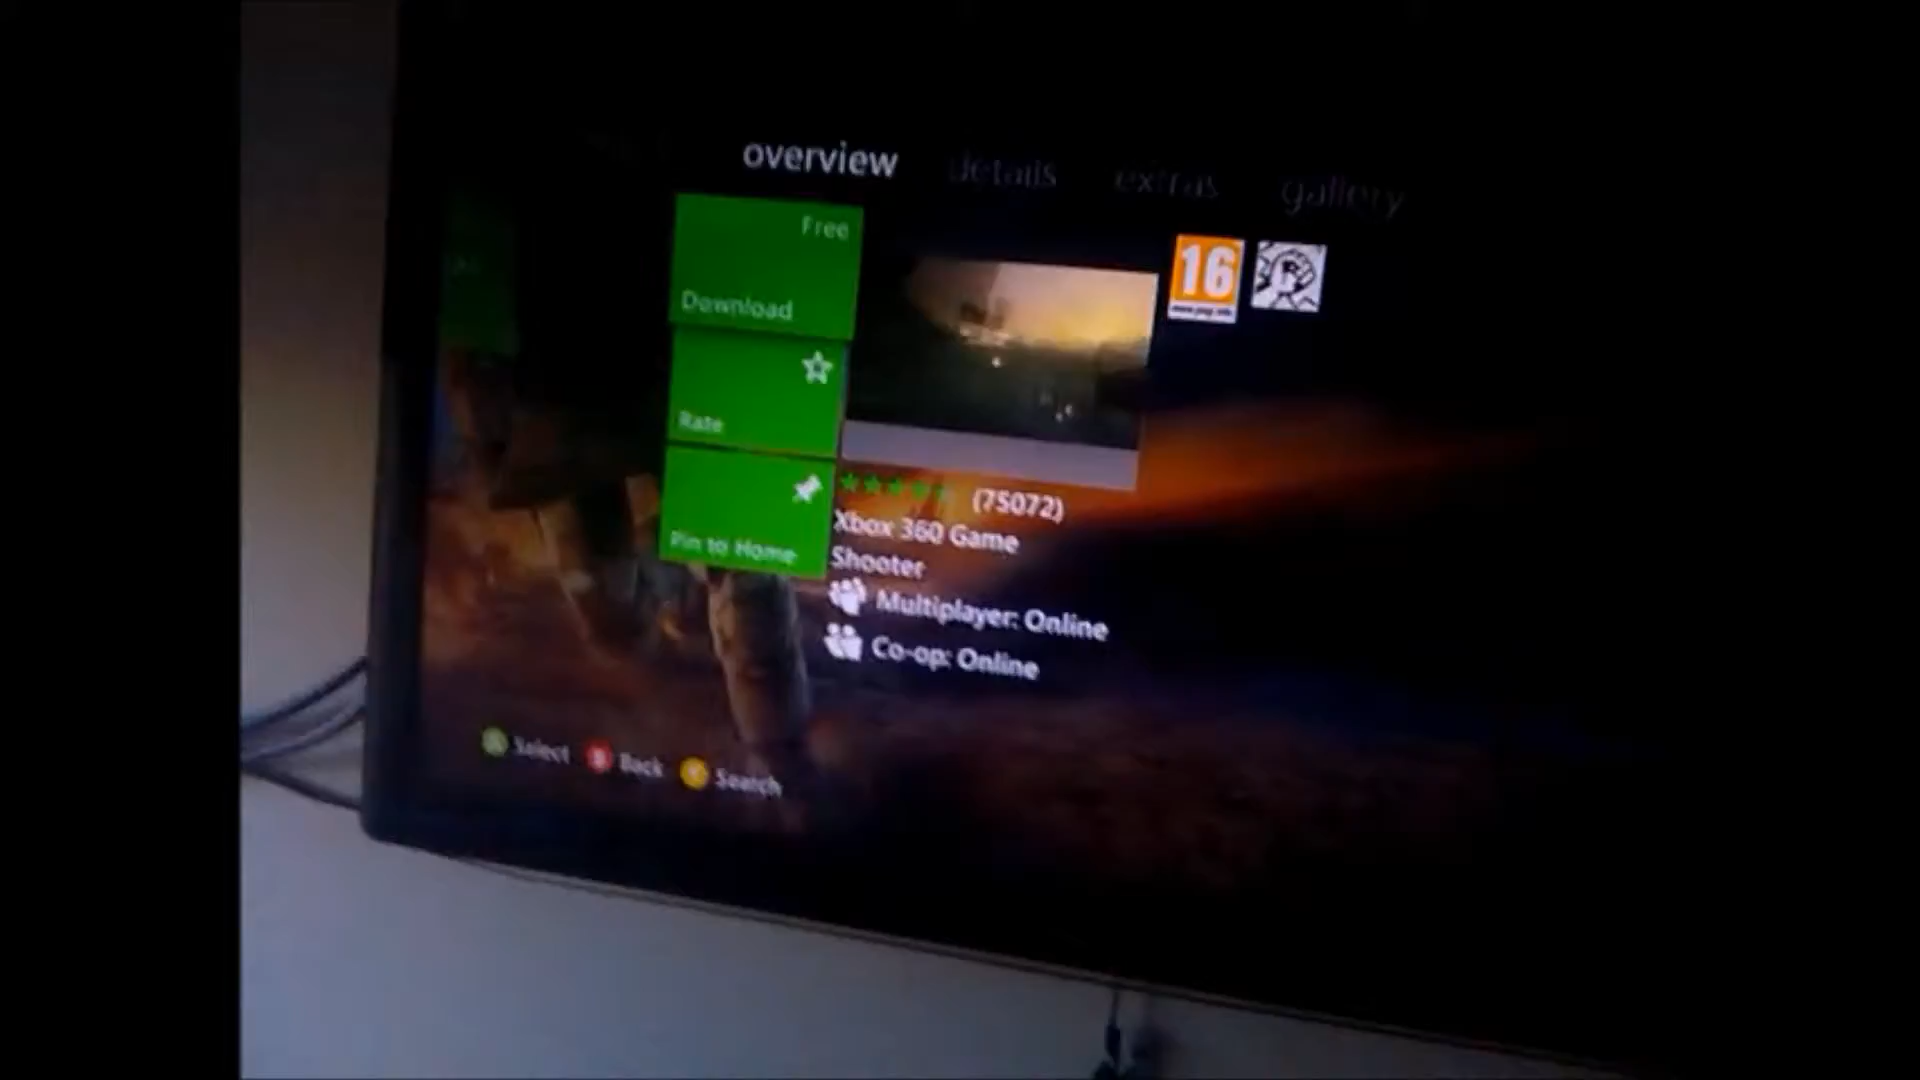 overview details extras gallery
Free
Download
16
Rate
Pin to Home
(75072)
Xbox 360 Game
Shooter
Multiplayer: Online
Co-op: Online
A Select B Back Y Search